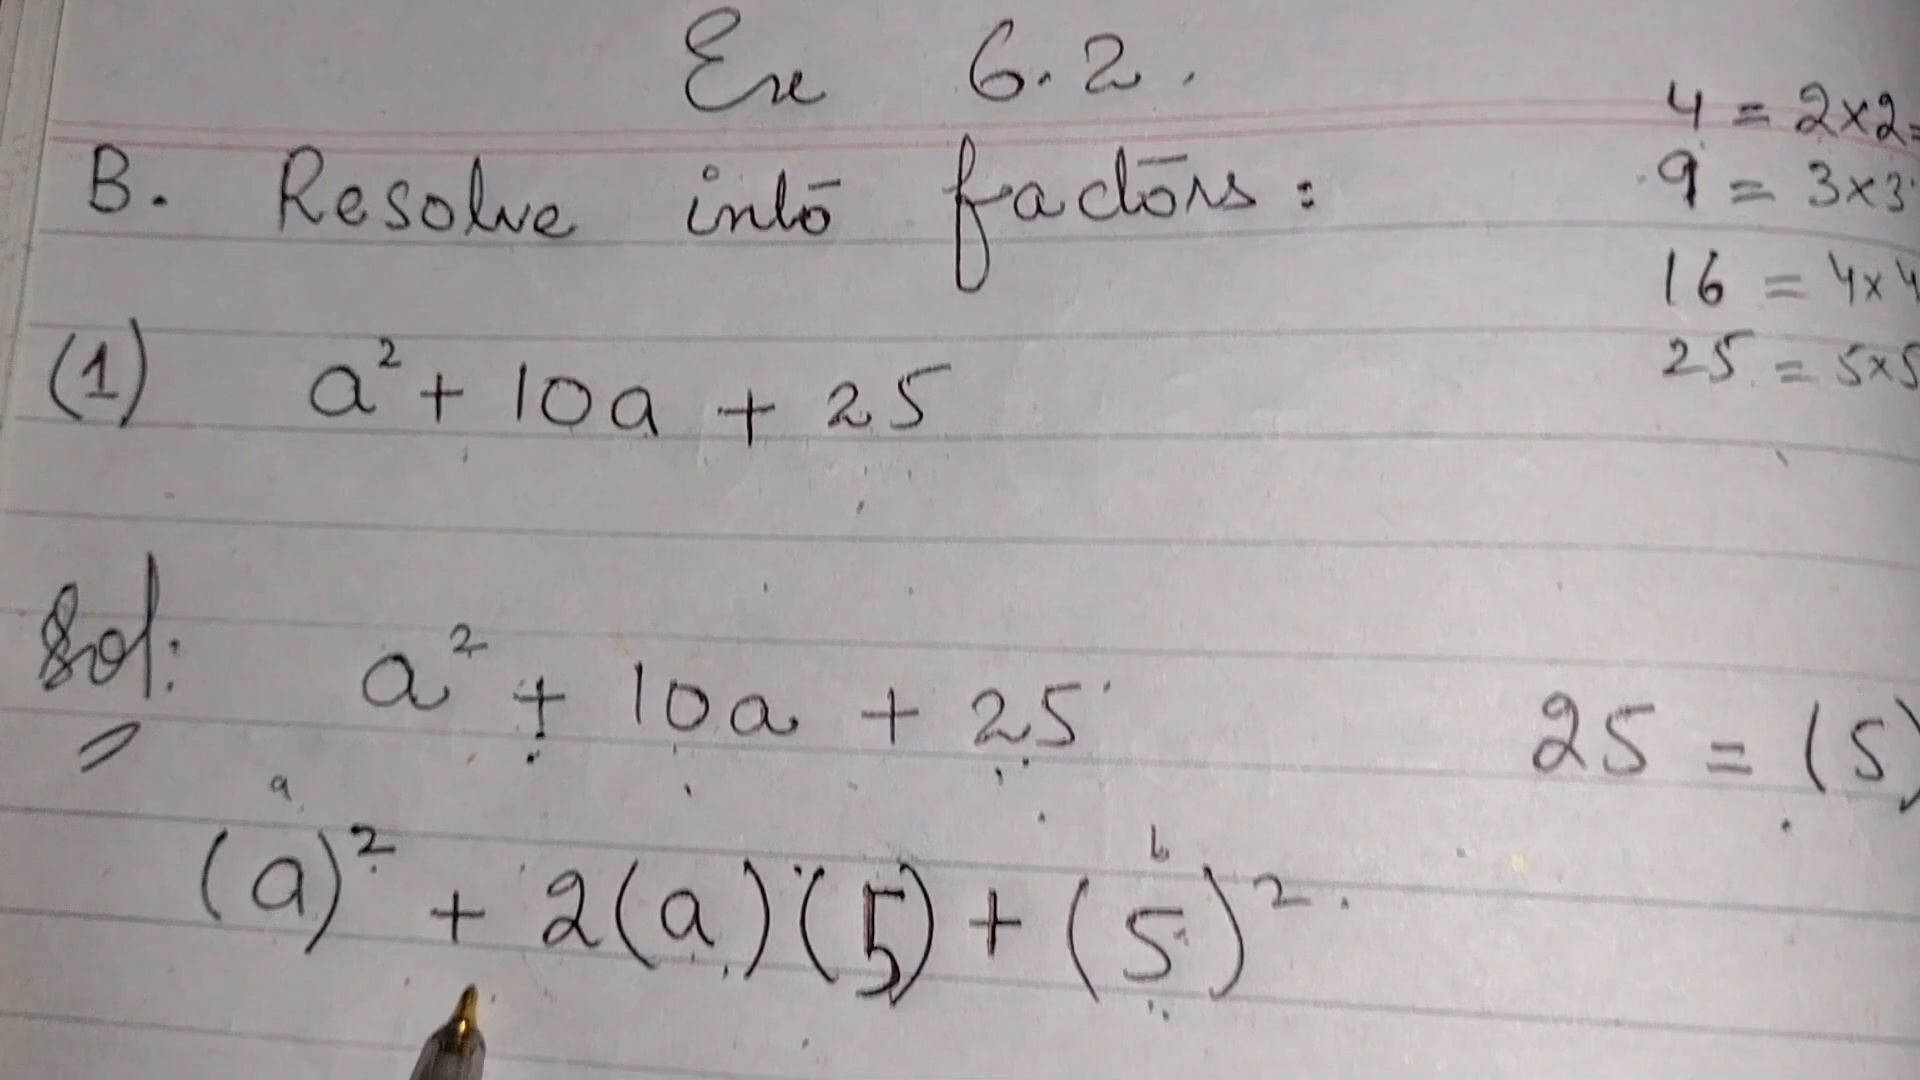 Ex 6.2.
4 = 2×2=
9 = 3×3
16 = 4×4
25 = 5×5
B. Resolve into factors:
(1) a² + 10a + 25
Sol: a² + 10a + 25
25 = (5)
a b
(a)² + 2(a)(5) + (5)².